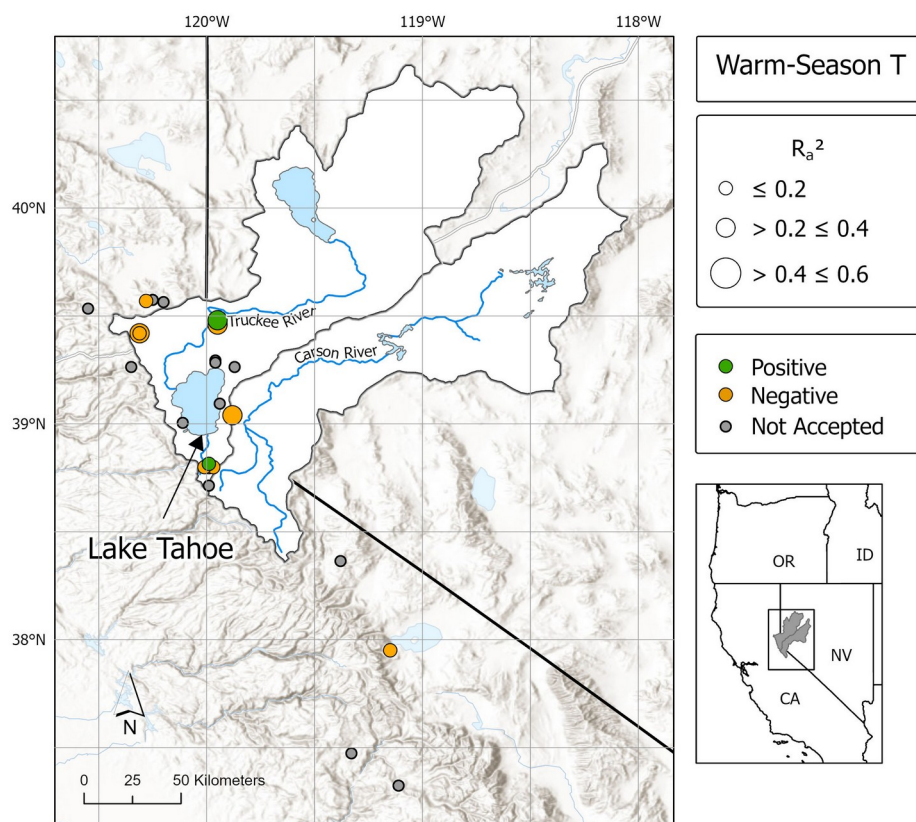 120°W
119°W
118°W
40°N
39°N
38°N
Truckee River
Carson River
Lake Tahoe
N
0 25 50 Kilometers
Warm-Season T
Rₐ²
≤ 0.2
> 0.2 ≤ 0.4
> 0.4 ≤ 0.6
Positive
Negative
Not Accepted
OR
ID
NV
CA